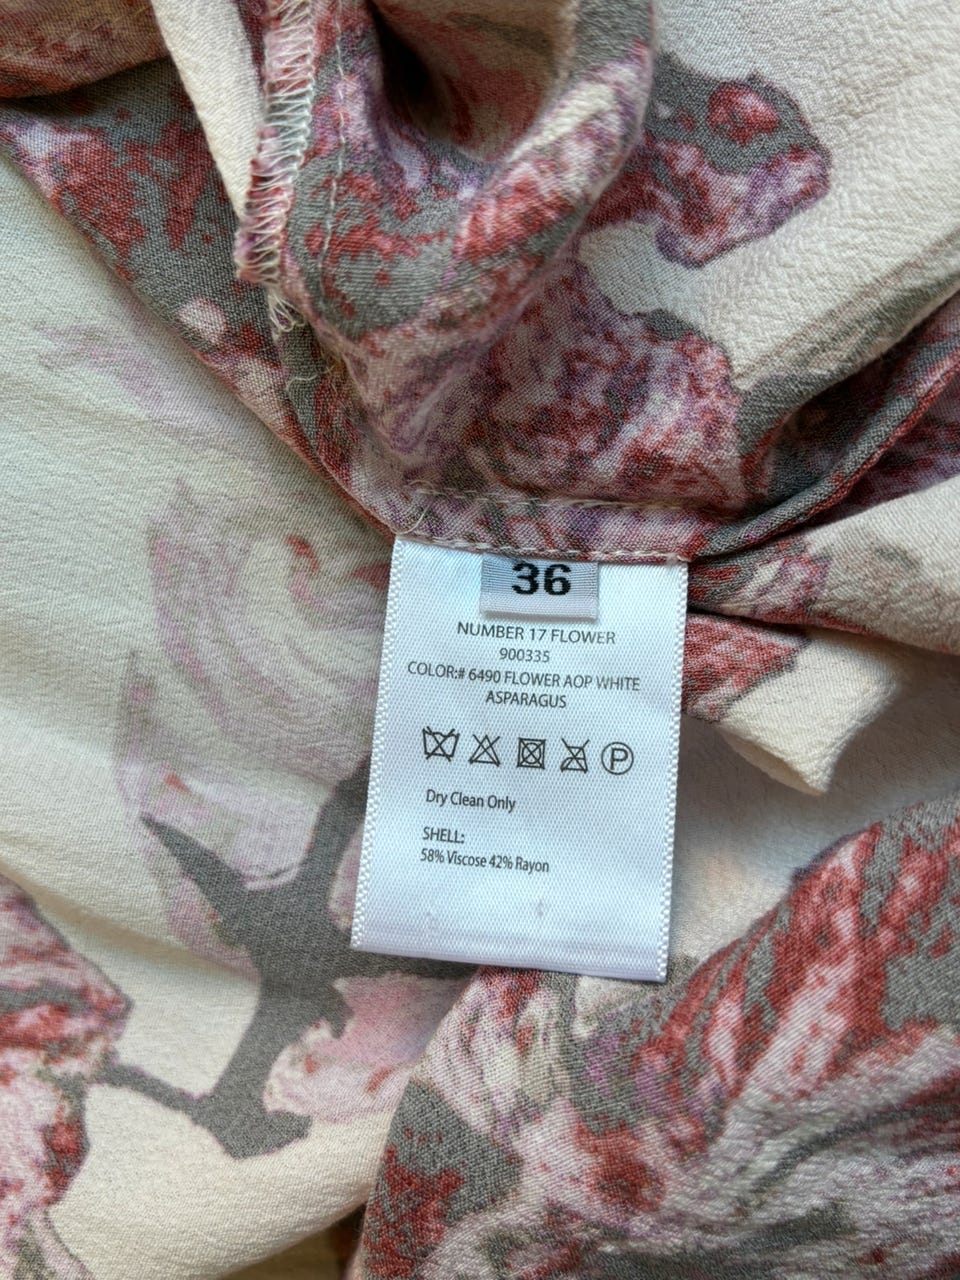 36
NUMBER 17 FLOWER
900335
COLOR:# 6490 FLOWER AOP WHITE
ASPARAGUS
P
Dry Clean Only
SHELL:
58% Viscose 42% Rayon